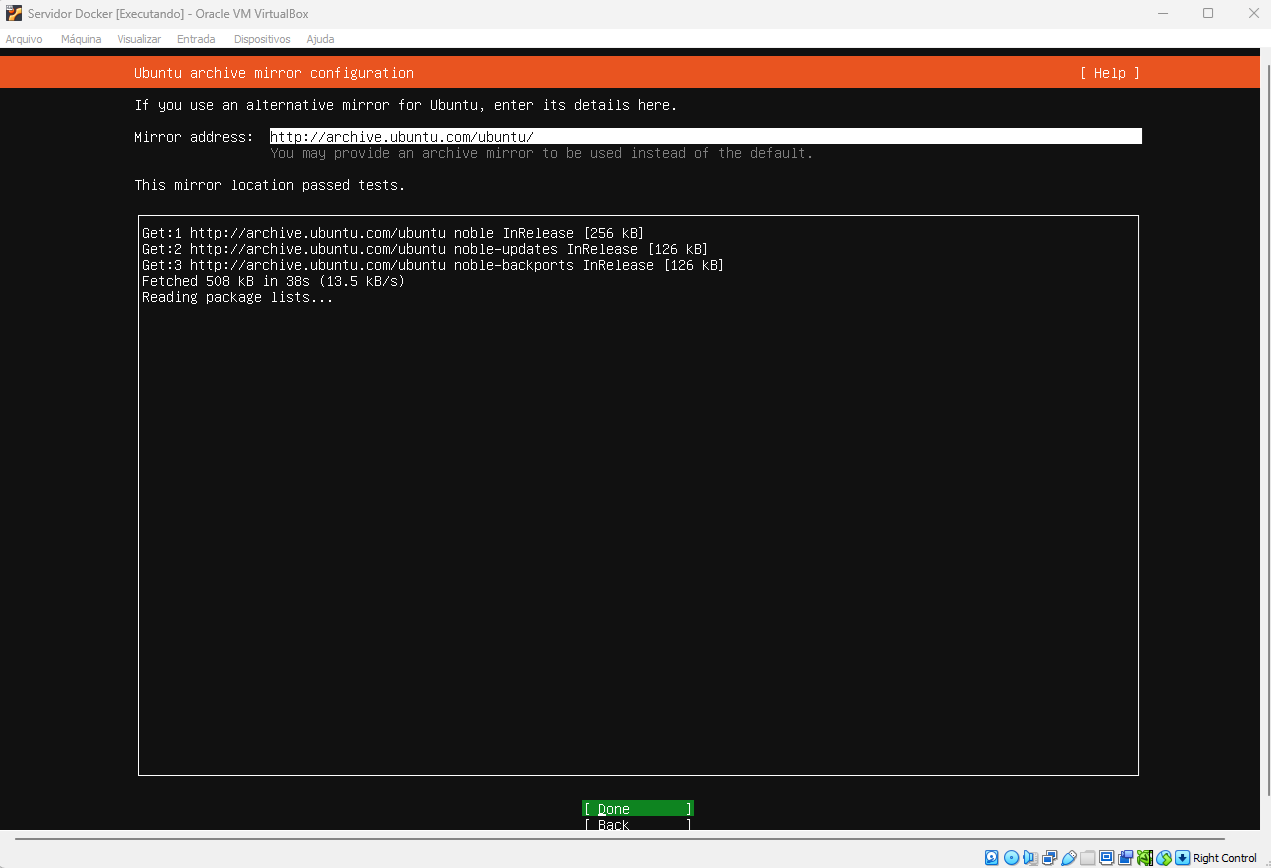 Servidor Docker [Executando] - Oracle VM VirtualBox
Arquivo Máquina Visualizar Entrada Dispositivos Ajuda
Ubuntu archive mirror configuration [ Help ]
If you use an alternative mirror for Ubuntu, enter its details here.
Mirror address: http://archive.ubuntu.com/ubuntu/
You may provide an archive mirror to be used instead of the default.
This mirror location passed tests.
Get:1 http://archive.ubuntu.com/ubuntu noble InRelease [256 kB]
Get:2 http://archive.ubuntu.com/ubuntu noble-updates InRelease [126 kB]
Get:3 http://archive.ubuntu.com/ubuntu noble-backports InRelease [126 kB]
Fetched 508 kB in 38s (13.5 kB/s)
Reading package lists...
[ Done ]
[ Back ]
Right Control